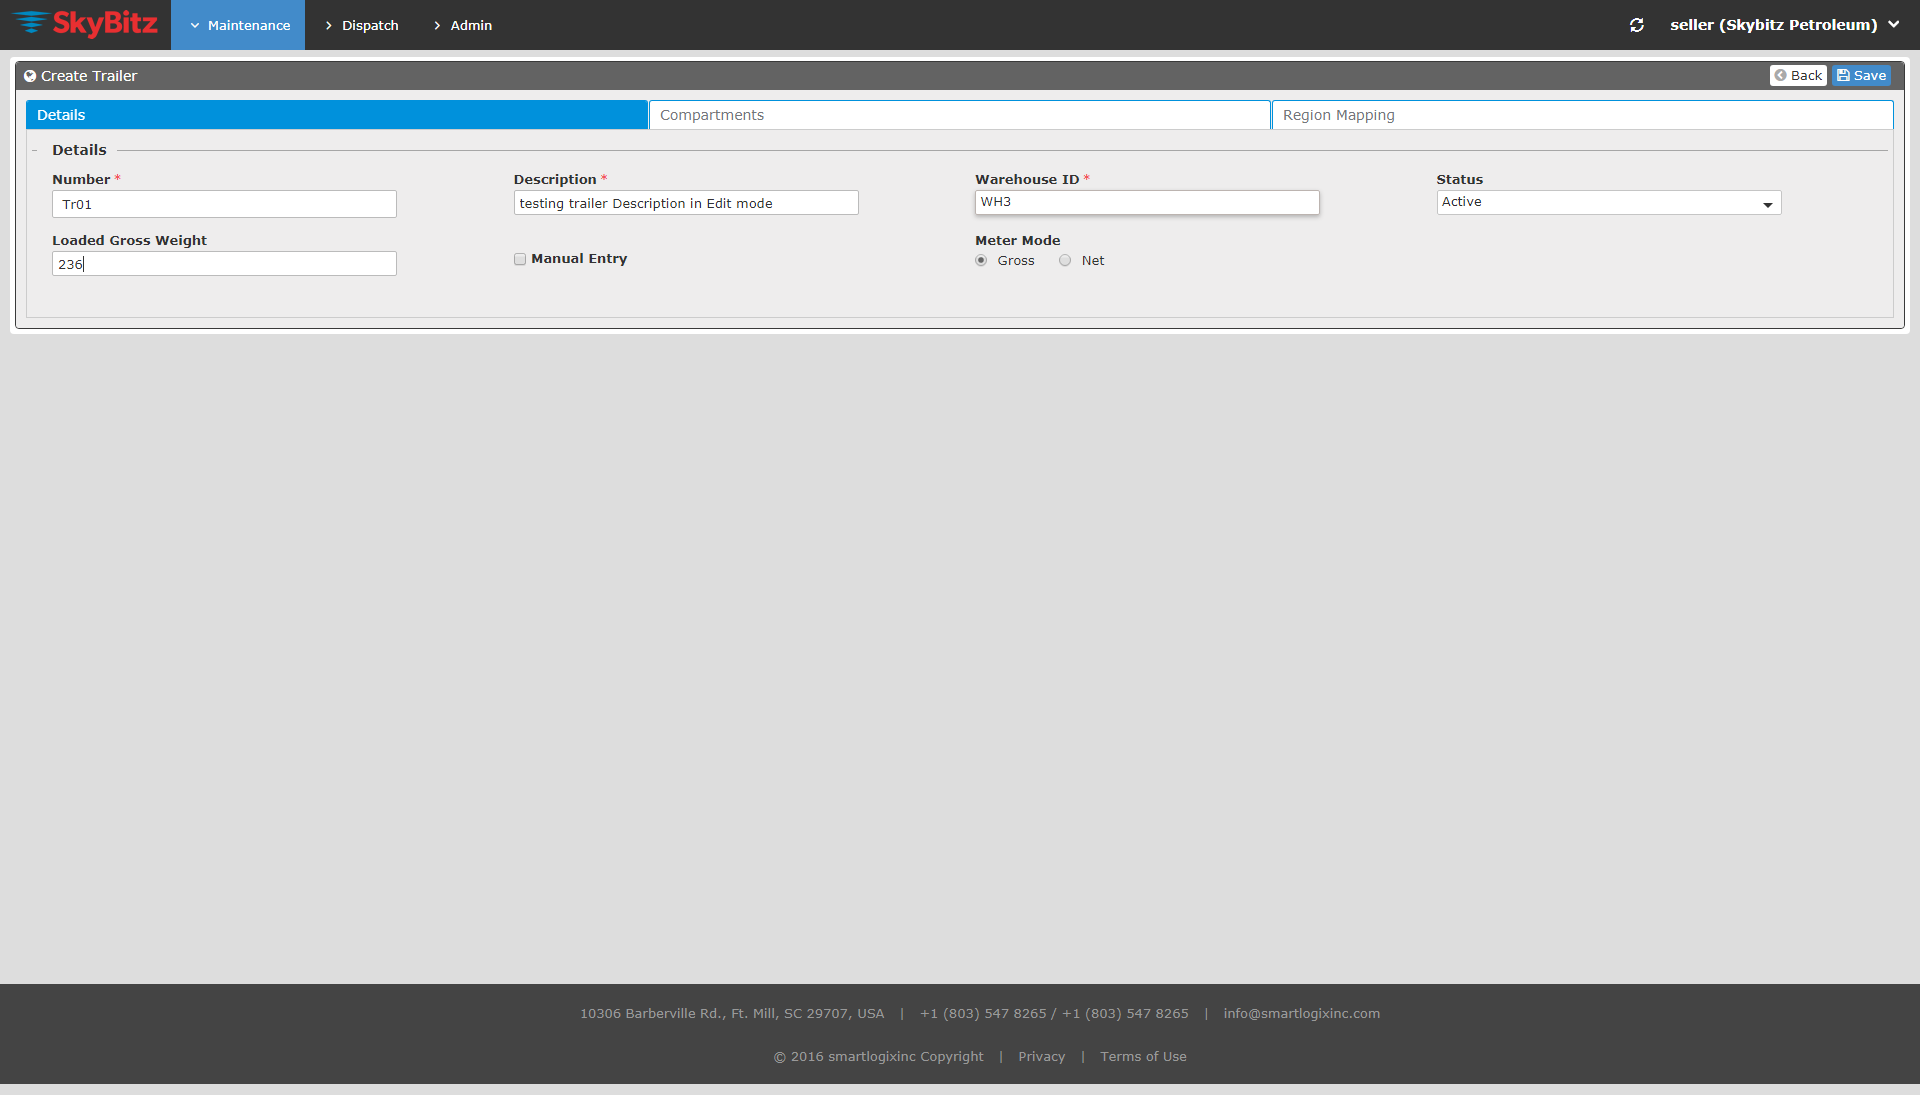 SkyBitz Maintenance Dispatch Admin seller (Skybitz Petroleum)
Create Trailer Back Save
Details Compartments Region Mapping
- Details
Number * Description * Warehouse ID * Status
Tr01 testing trailer Description in Edit mode WH3 Active
Loaded Gross Weight Manual Entry Meter Mode
236 Gross Net
10306 Barberville Rd., Ft. Mill, SC 29707, USA | +1 (803) 547 8265 / +1 (803) 547 8265 | info@smartlogixinc.com
© 2016 smartlogixinc Copyright | Privacy | Terms of Use